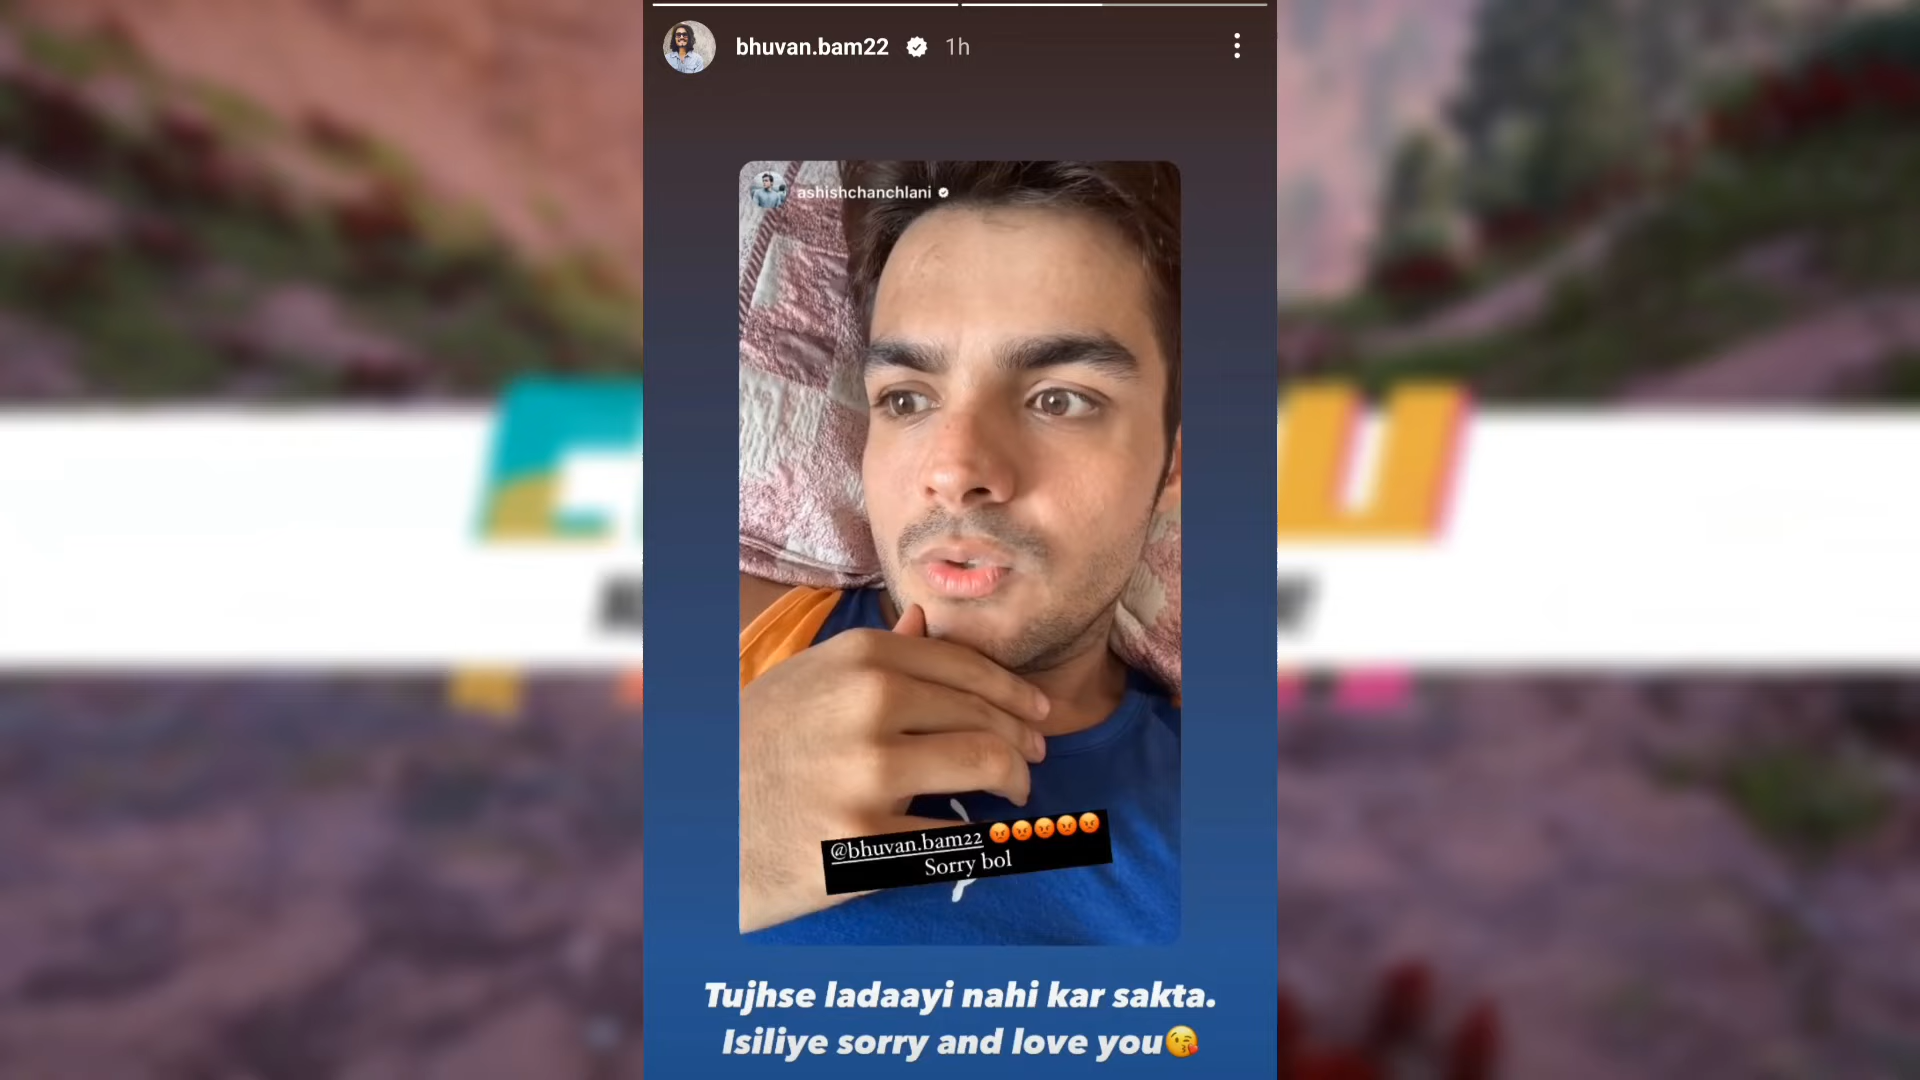 bhuvan.bam22 1h
ashishchanchlani
@bhuvan.bam22 😡😡😡😡😡
Sorry bol
Tujhse ladaayi nahi kar sakta.
Isiliye sorry and love you😘